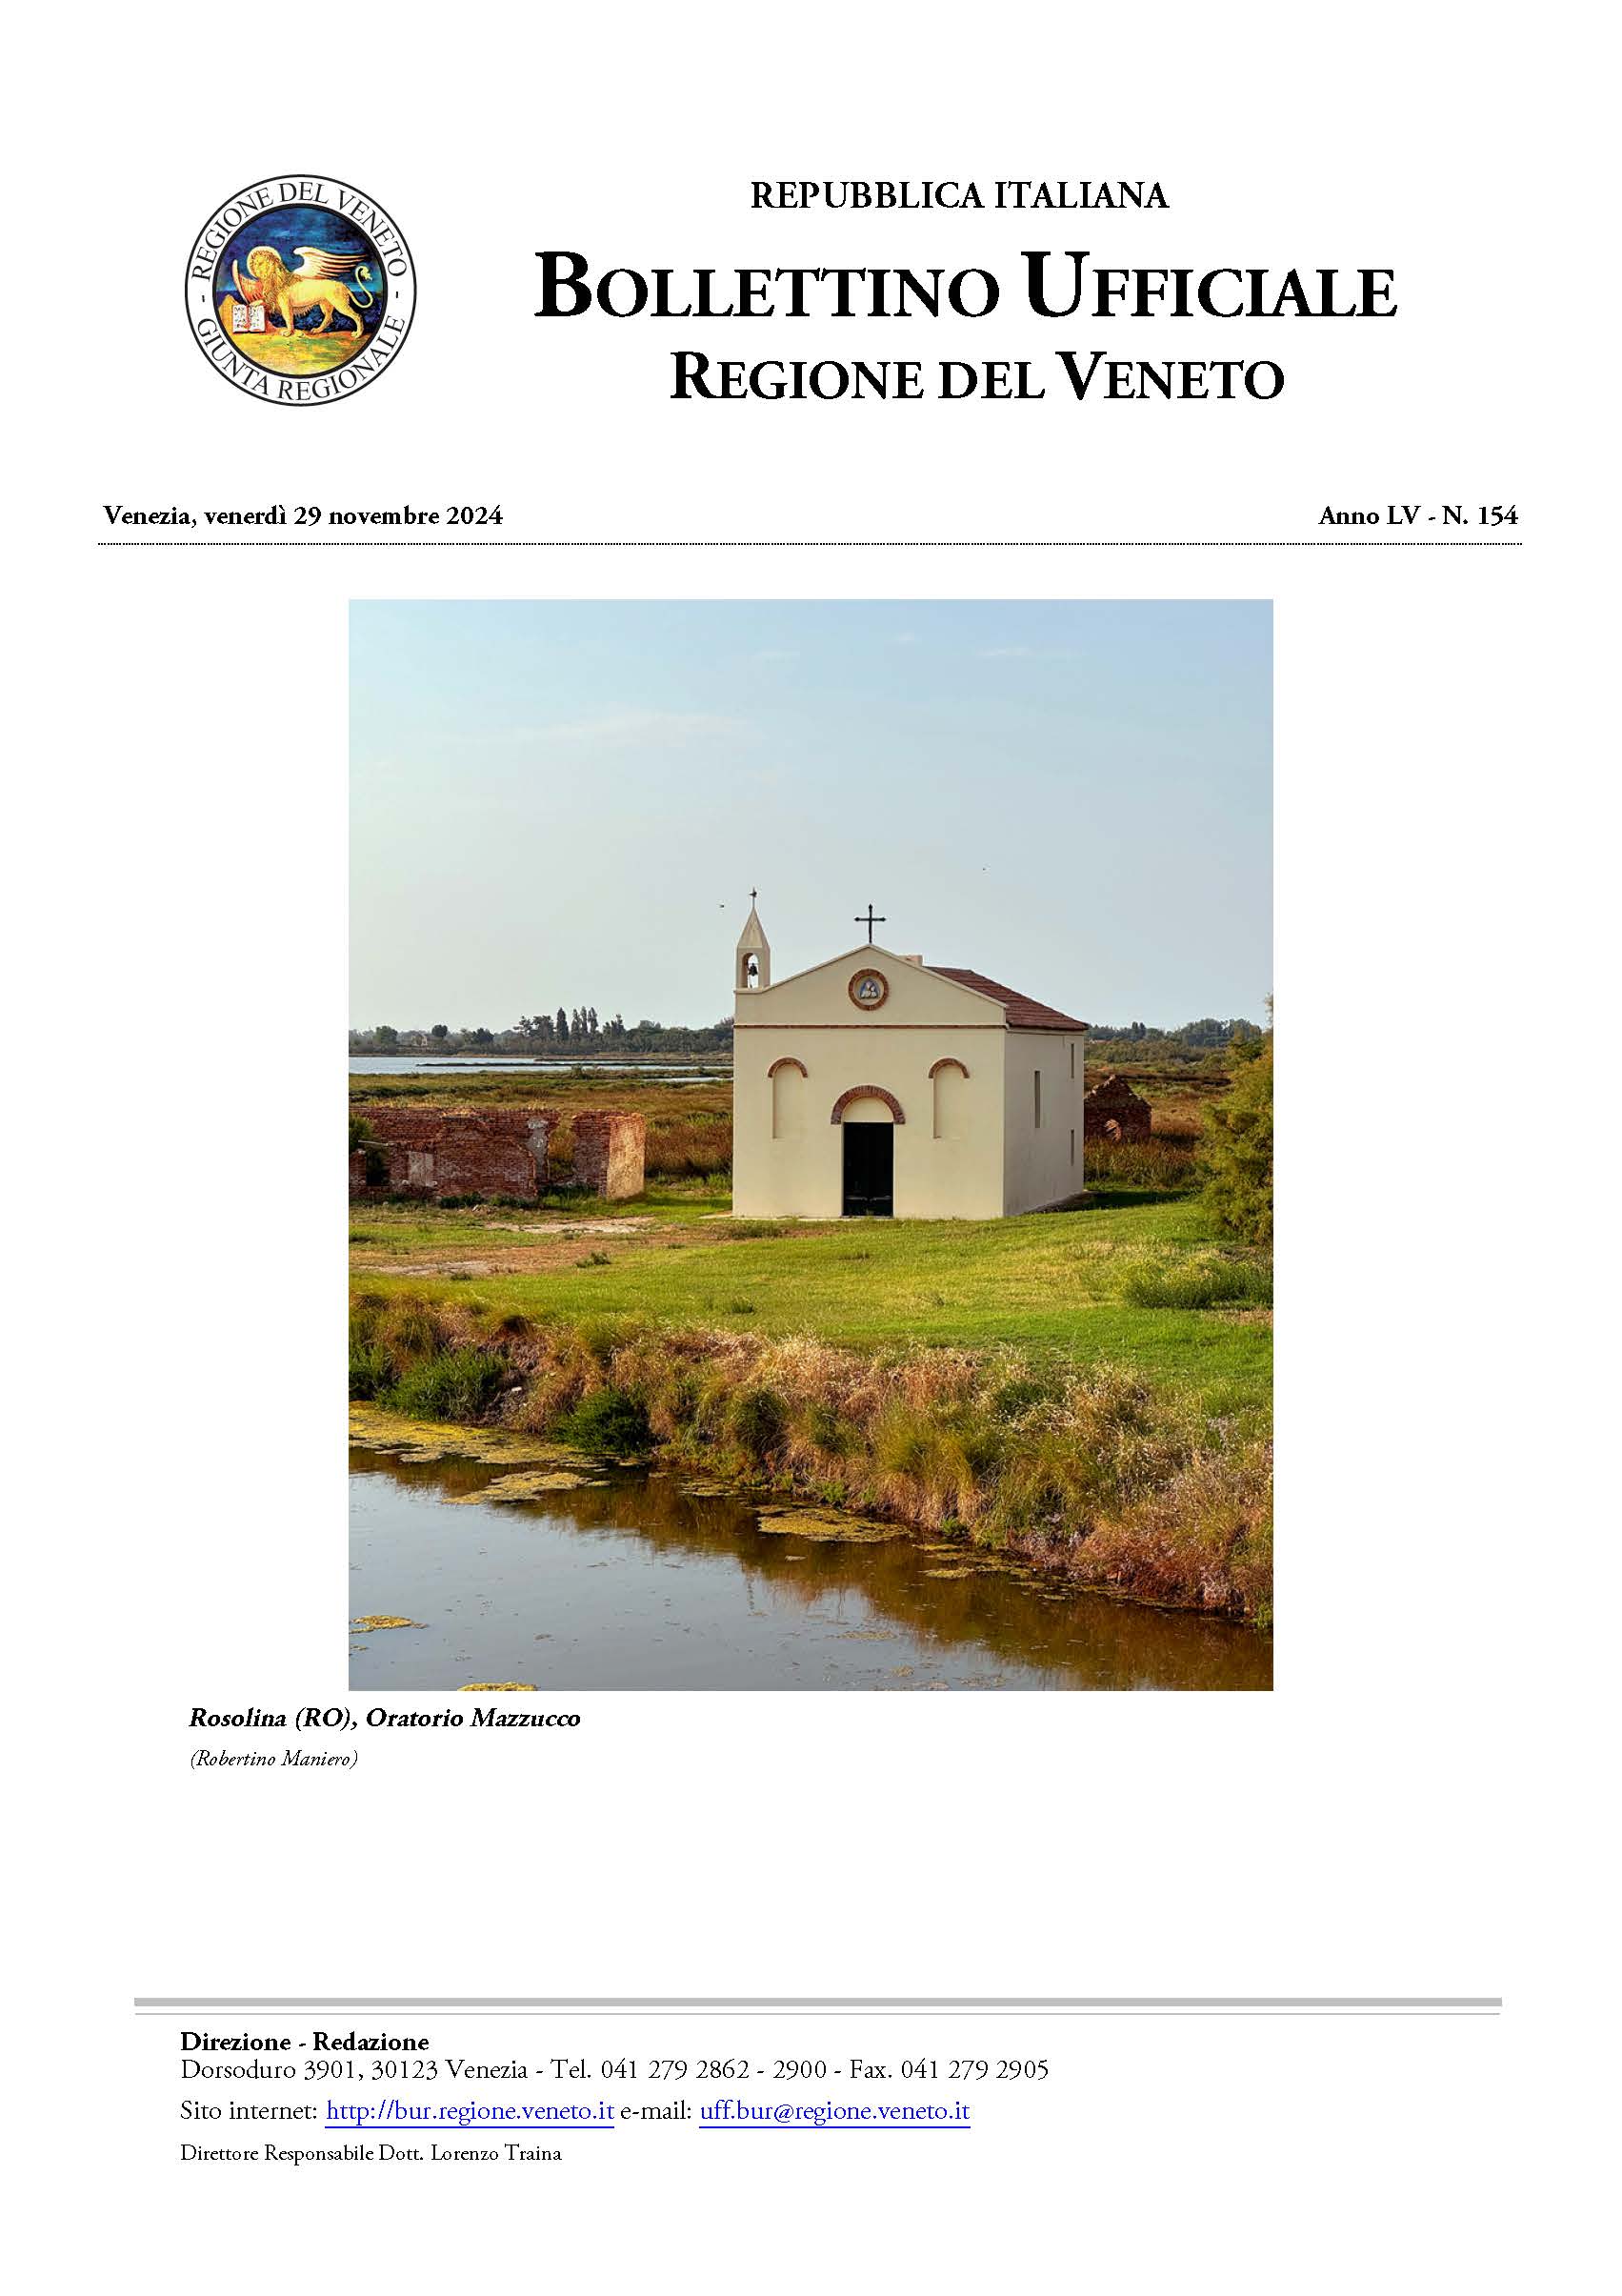 REGIONE DEL VENETO
- GIUNTA REGIONALE -
REPUBBLICA ITALIANA
BOLLETTINO UFFICIALE
REGIONE DEL VENETO
Venezia, venerdì 29 novembre 2024
Anno LV - N. 154
Rosolina (RO), Oratorio Mazzucco
(Robertino Maniero)
Direzione - Redazione
Dorsoduro 3901, 30123 Venezia - Tel. 041 279 2862 - 2900 - Fax. 041 279 2905
Sito internet: http://bur.regione.veneto.it e-mail: uff.bur@regione.veneto.it
Direttore Responsabile Dott. Lorenzo Traina